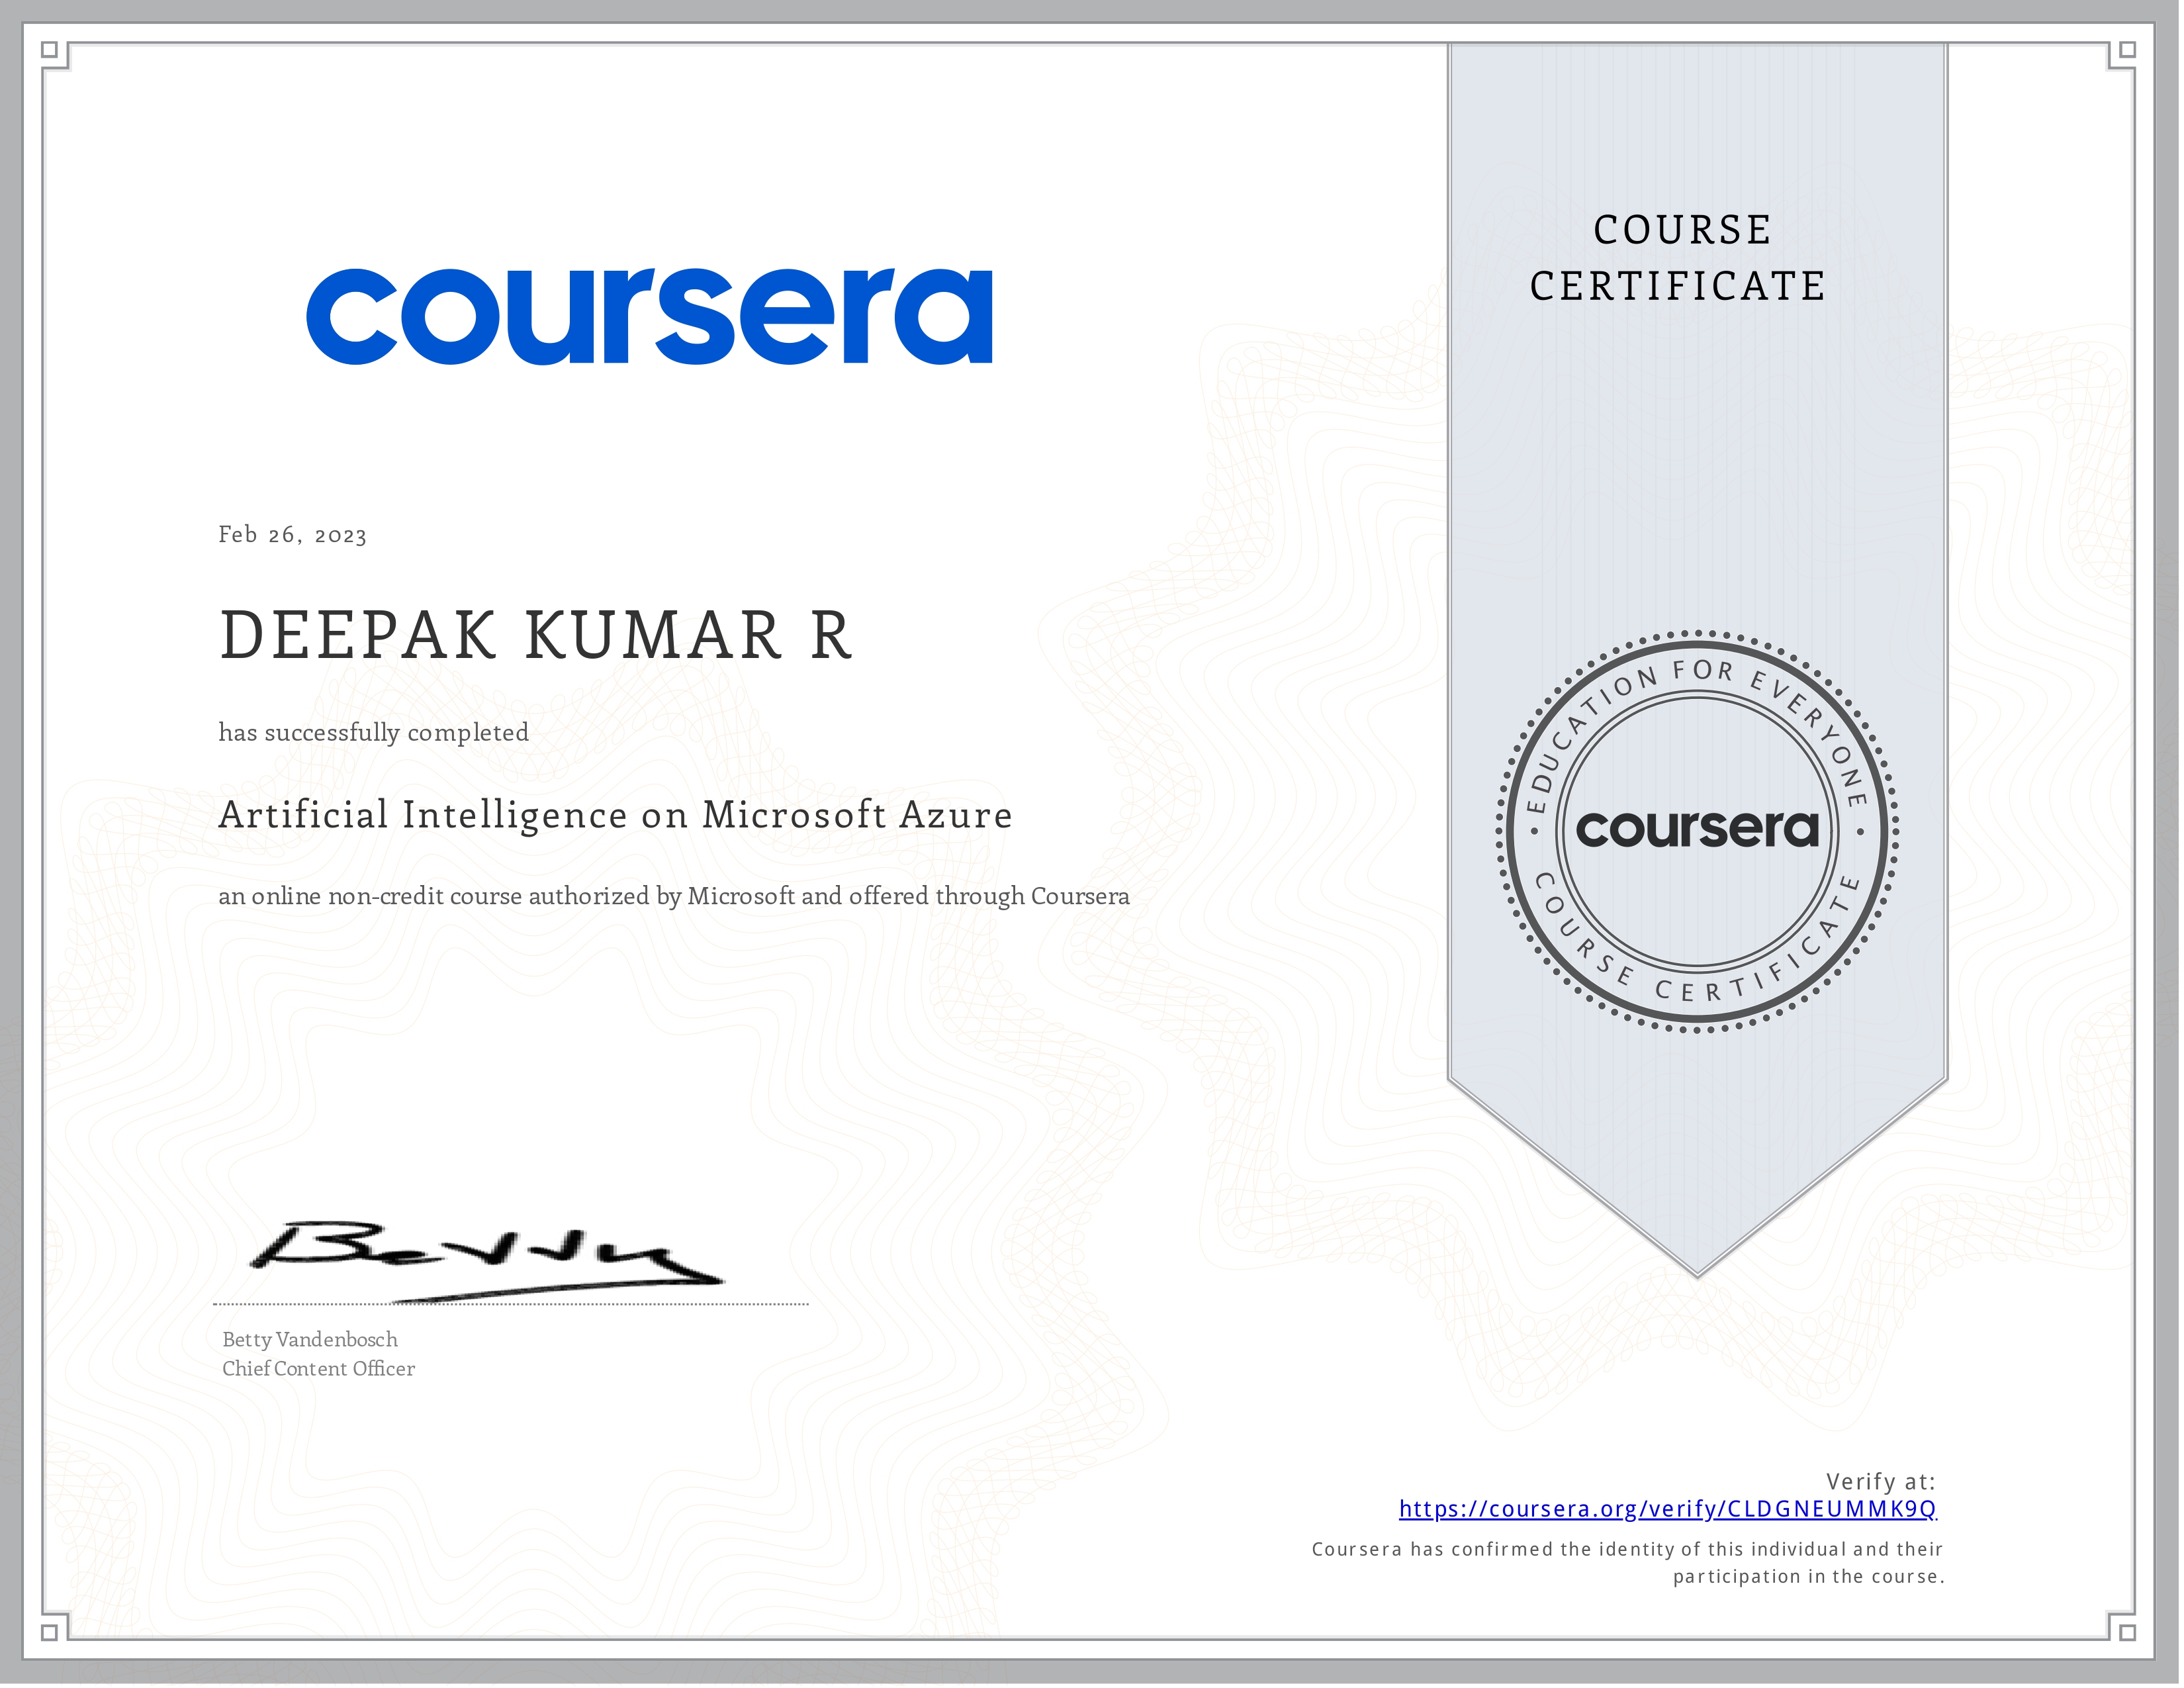 coursera
COURSE
CERTIFICATE
Feb 26, 2023
DEEPAK KUMAR R
has successfully completed
Artificial Intelligence on Microsoft Azure
an online non-credit course authorized by Microsoft and offered through Coursera
EDUCATION FOR EVERYONE
coursera
COURSE CERTIFICATE
Betty
Betty Vandenbosch
Chief Content Officer
Verify at:
https://coursera.org/verify/CLDGNEUMMK9Q
Coursera has confirmed the identity of this individual and their
participation in the course.